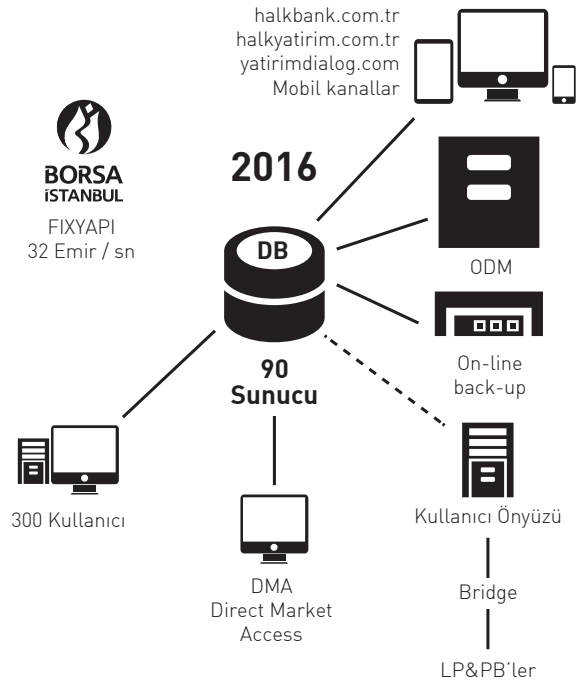 halkbank.com.tr
halkyatirim.com.tr
yatirimdialog.com
Mobil kanallar
BORSA
İSTANBUL
FIXYAPI
32 Emir / sn
2016
DB
ODM
90
Sunucu
On-line
back-up
300 Kullanıcı
DMA
Direct Market
Access
Kullanıcı Önyüzü
Bridge
LP&PB’ler